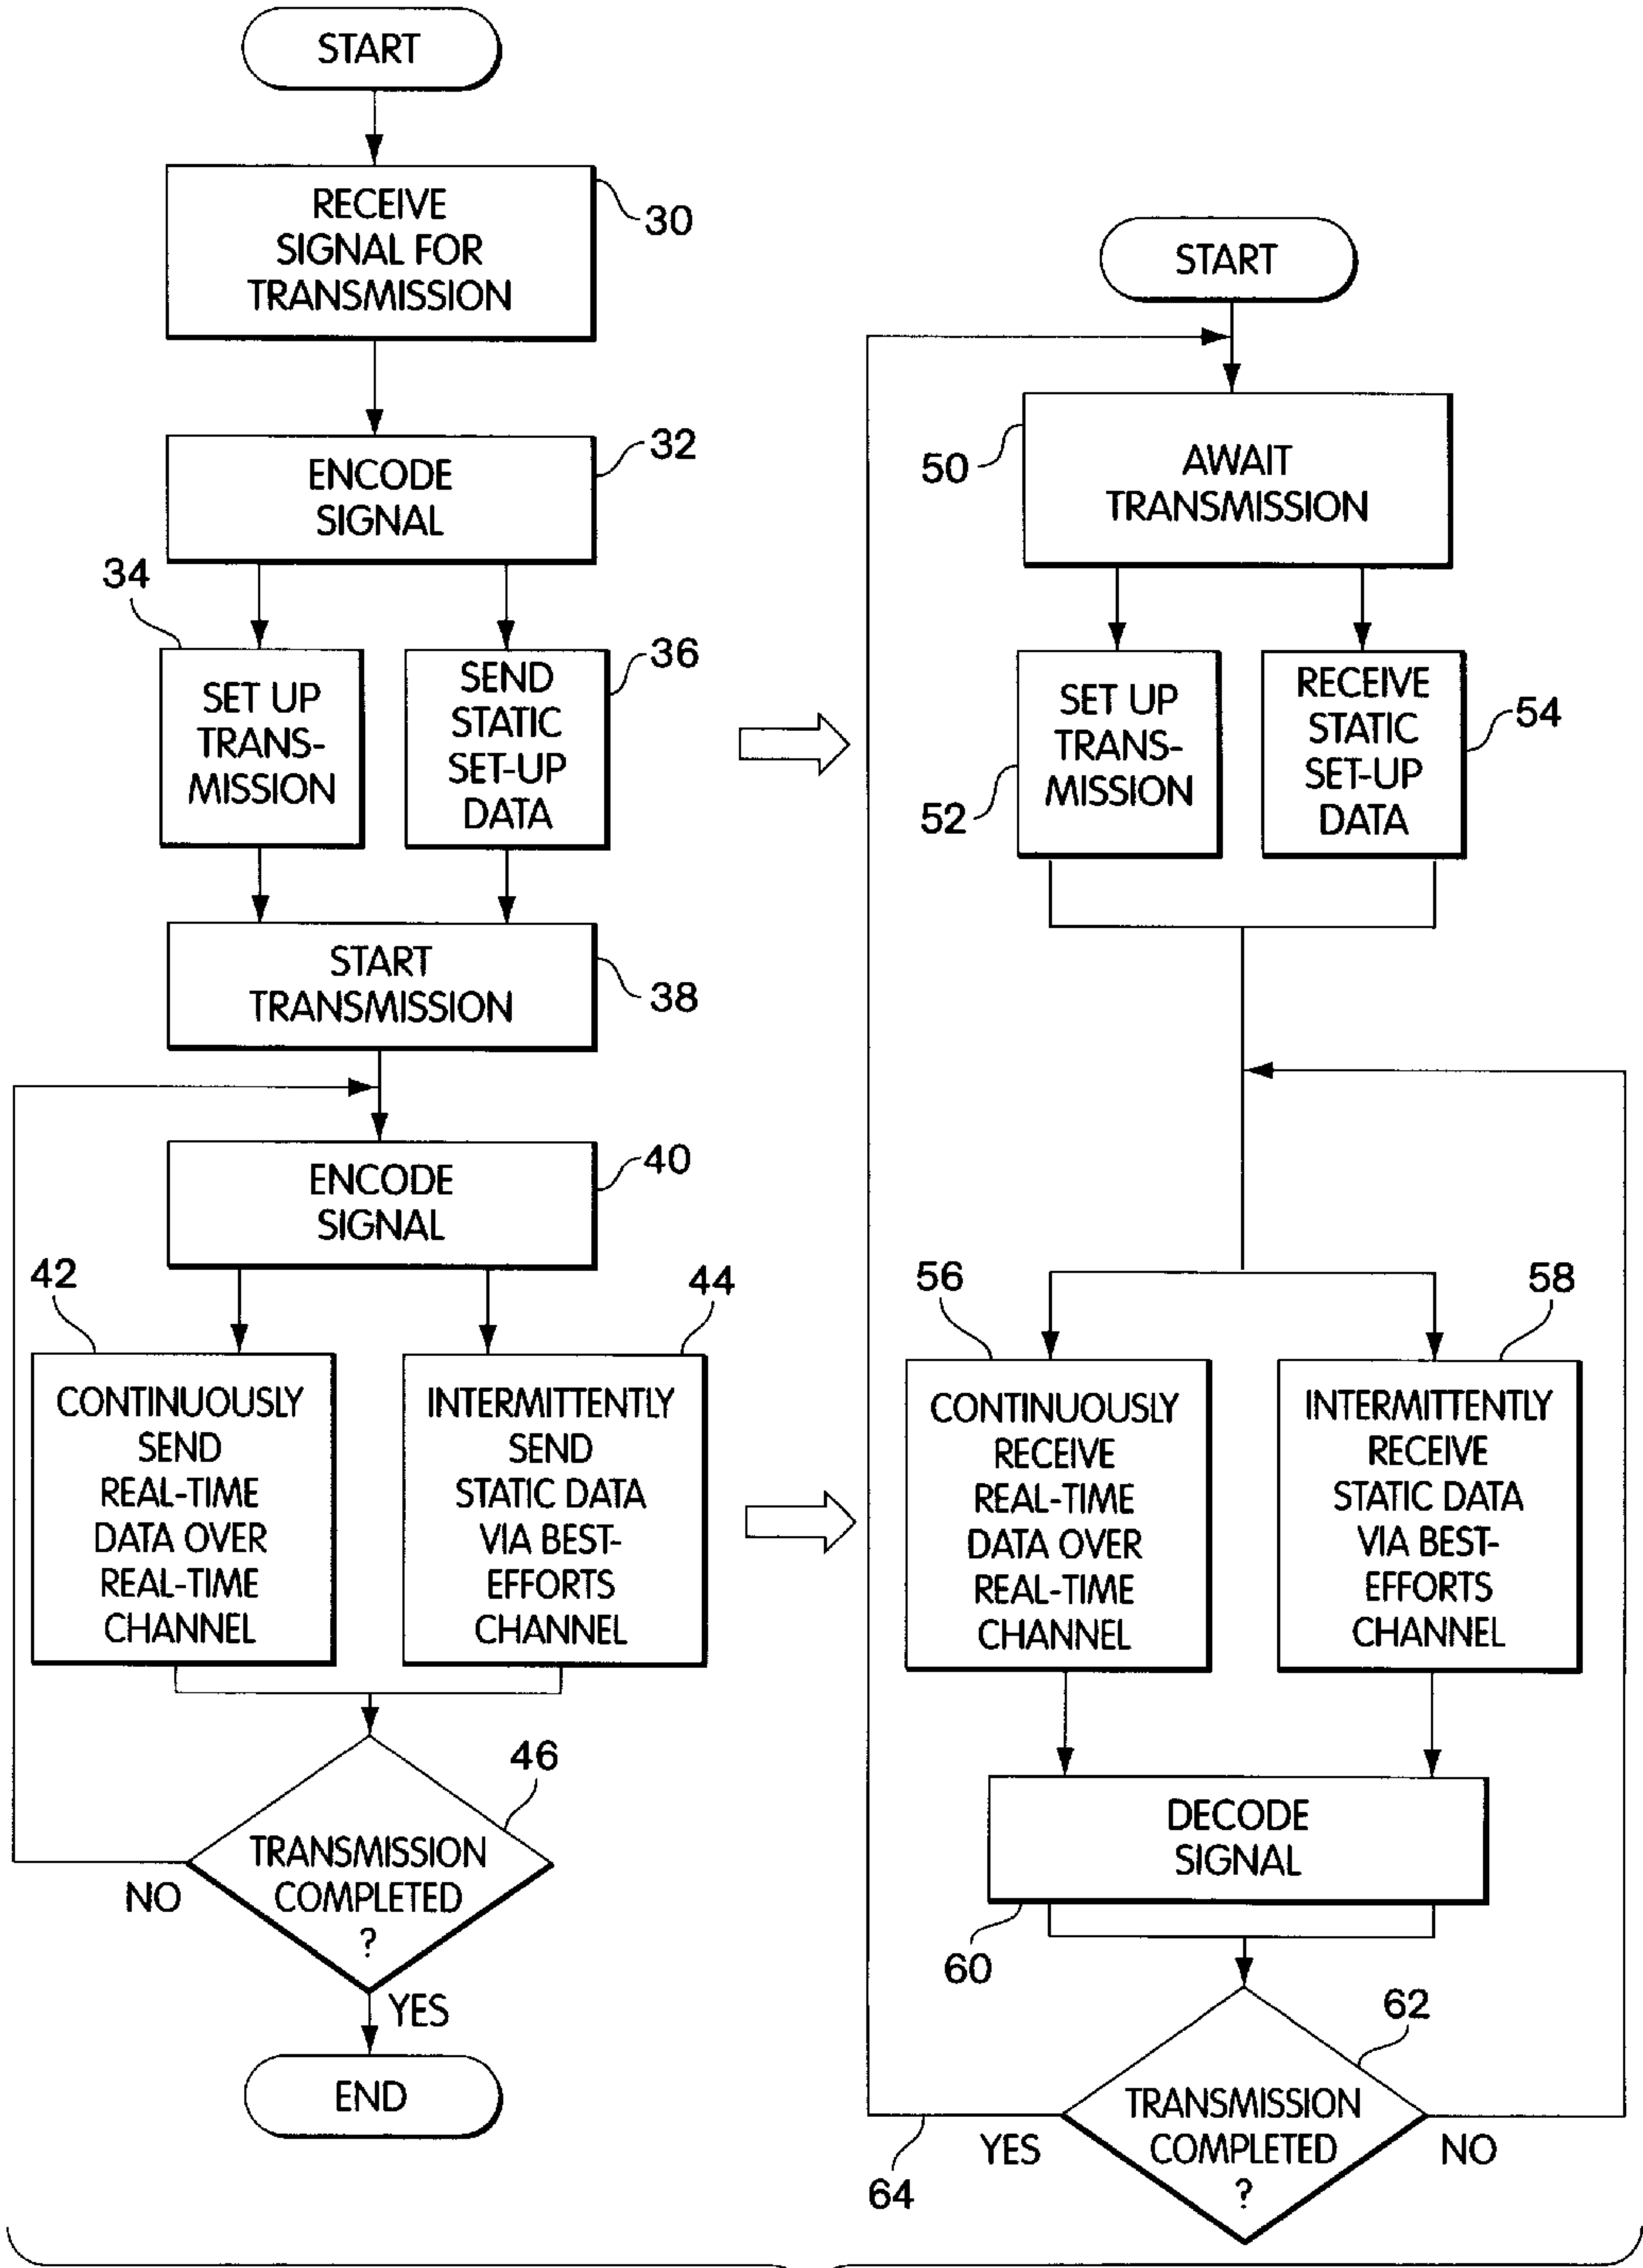 START
RECEIVE
SIGNAL FOR
TRANSMISSION
30
ENCODE
SIGNAL
32
34
SET UP
TRANS-
MISSION
SEND
STATIC
SET-UP
DATA
36
START
TRANSMISSION
38
ENCODE
SIGNAL
40
42
CONTINUOUSLY
SEND
REAL-TIME
DATA OVER
REAL-TIME
CHANNEL
44
INTERMITTENTLY
SEND
STATIC DATA
VIA BEST-
EFFORTS
CHANNEL
46
TRANSMISSION
COMPLETED
?
NO
YES
END
START
50
AWAIT
TRANSMISSION
SET UP
TRANS-
MISSION
52
RECEIVE
STATIC
SET-UP
DATA
54
56
CONTINUOUSLY
RECEIVE
REAL-TIME
DATA OVER
REAL-TIME
CHANNEL
58
INTERMITTENTLY
RECEIVE
STATIC DATA
VIA BEST-
EFFORTS
CHANNEL
DECODE
SIGNAL
60
62
TRANSMISSION
COMPLETED
?
YES
NO
64